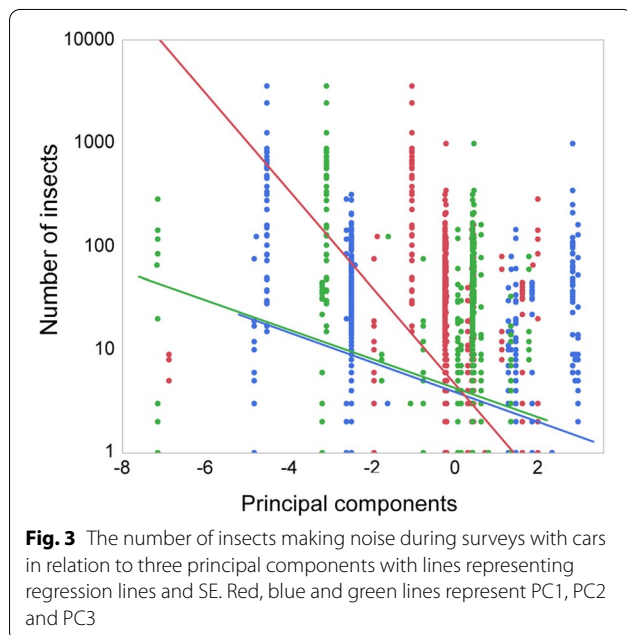 10000
1000
100
10
1
Number of insects
-8 -6 -4 -2 0 2
Principal components
Fig. 3 The number of insects making noise during surveys with cars
in relation to three principal components with lines representing
regression lines and SE. Red, blue and green lines represent PC1, PC2
and PC3